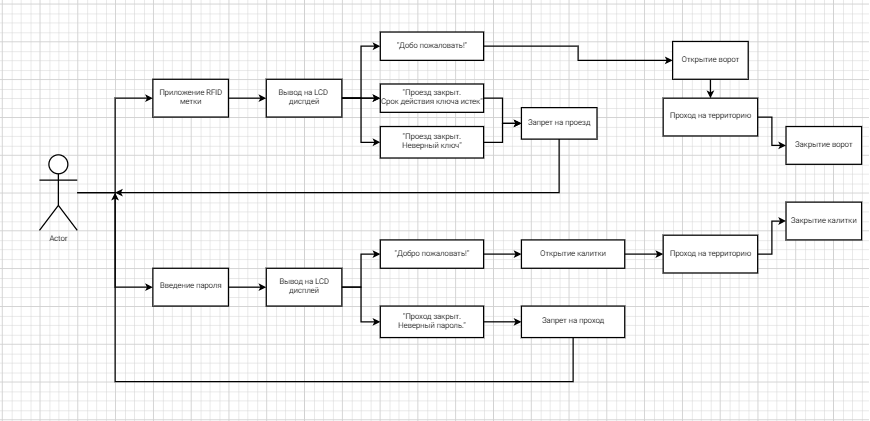 "Добо пожаловать!"
Открытие ворот
Приложение RFID
метки
Вывод на LCD
диспдей
"Проезд закрыт.
Срок действия ключа истек"
Запрет на проезд
Проход на территорию
"Проезд закрыт.
Неверный ключ"
Закрытие ворот
Actor
Закрытие калитки
"Добро пожаловать!"
Открытие калитки
Проход на территорию
Введение пароля
Вывод на LCD
дисплей
"Проход закрыт.
Неверный пароль."
Запрет на проход